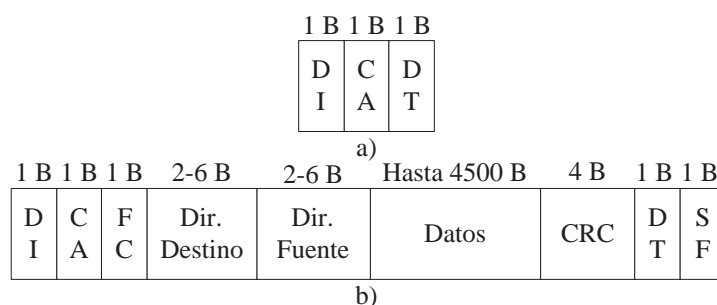 1 B 1 B 1 B
D C D
I A T
a)
1 B 1 B 1 B 2-6 B 2-6 B Hasta 4500 B 4 B 1 B 1 B
D C F Dir. Dir. Datos CRC D S
I A C Destino Fuente T F
b)